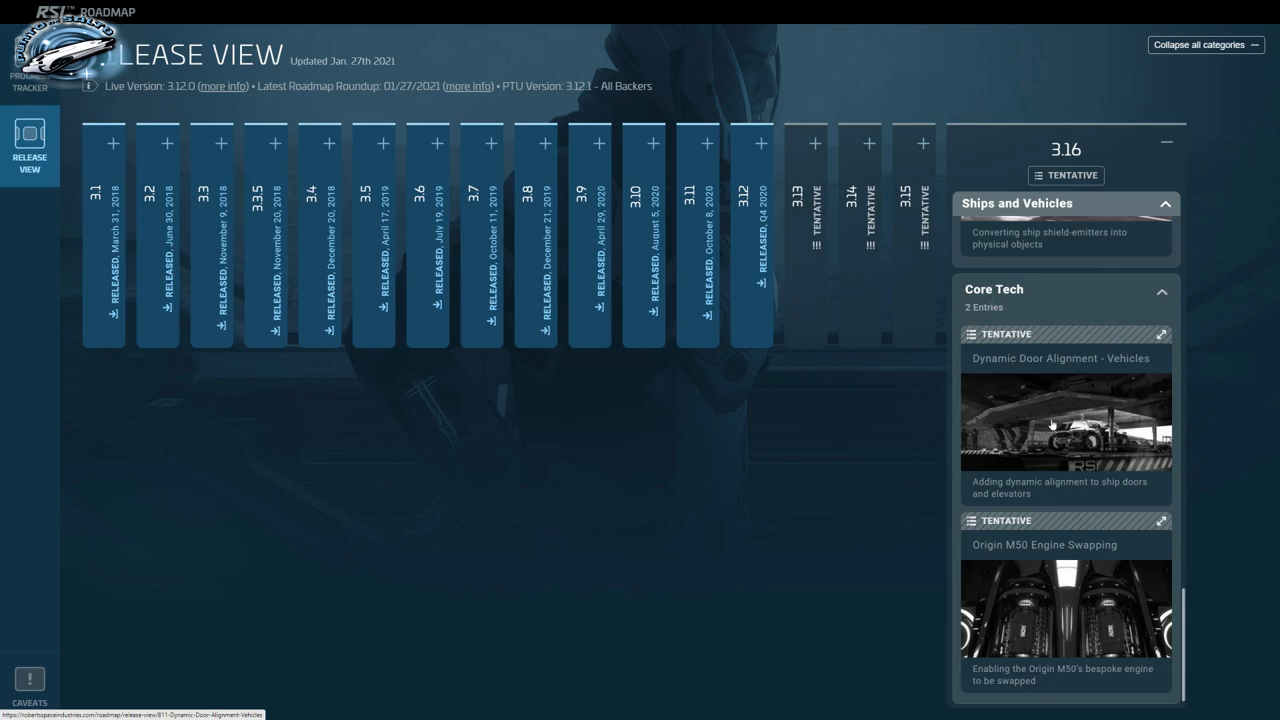 RSI™ ROADMAP
PUNTO DE SALTO
LEASE VIEW Updated Jan. 27th 2021
Collapse all categories
Live Version: 3.12.0 (more info) • Latest Roadmap Roundup: 01/27/2021 (more info) • PTU Version: 3.12.1 - All Backers
PROGRE
TRACKER
RELEASE
VIEW
3.1
RELEASED, March 31, 2018
3.2
RELEASED, June 30, 2018
3.3
RELEASED, November 9, 2018
3.3.5
RELEASED, November 20, 2018
3.4
RELEASED, December 20, 2018
3.5
RELEASED, April 17, 2019
3.6
RELEASED, July 19, 2019
3.7
RELEASED, October 11, 2019
3.8
RELEASED, December 21, 2019
3.9
RELEASED, April 29, 2020
3.10
RELEASED, August 5, 2020
3.11
RELEASED, October 8, 2020
3.12
RELEASED, Q4 2020
3.13
TENTATIVE
3.14
TENTATIVE
3.15
TENTATIVE
3.16
TENTATIVE
Ships and Vehicles
Converting ship shield-emitters into
physical objects
Core Tech
2 Entries
TENTATIVE
Dynamic Door Alignment - Vehicles
RSI
Adding dynamic alignment to ship doors
and elevators
TENTATIVE
Origin M50 Engine Swapping
Enabling the Origin M50's bespoke engine
to be swapped
CAVEATS
https://robertsspaceindustries.com/roadmap/release-view/811-Dynamic-Door-Alignment-Vehicles